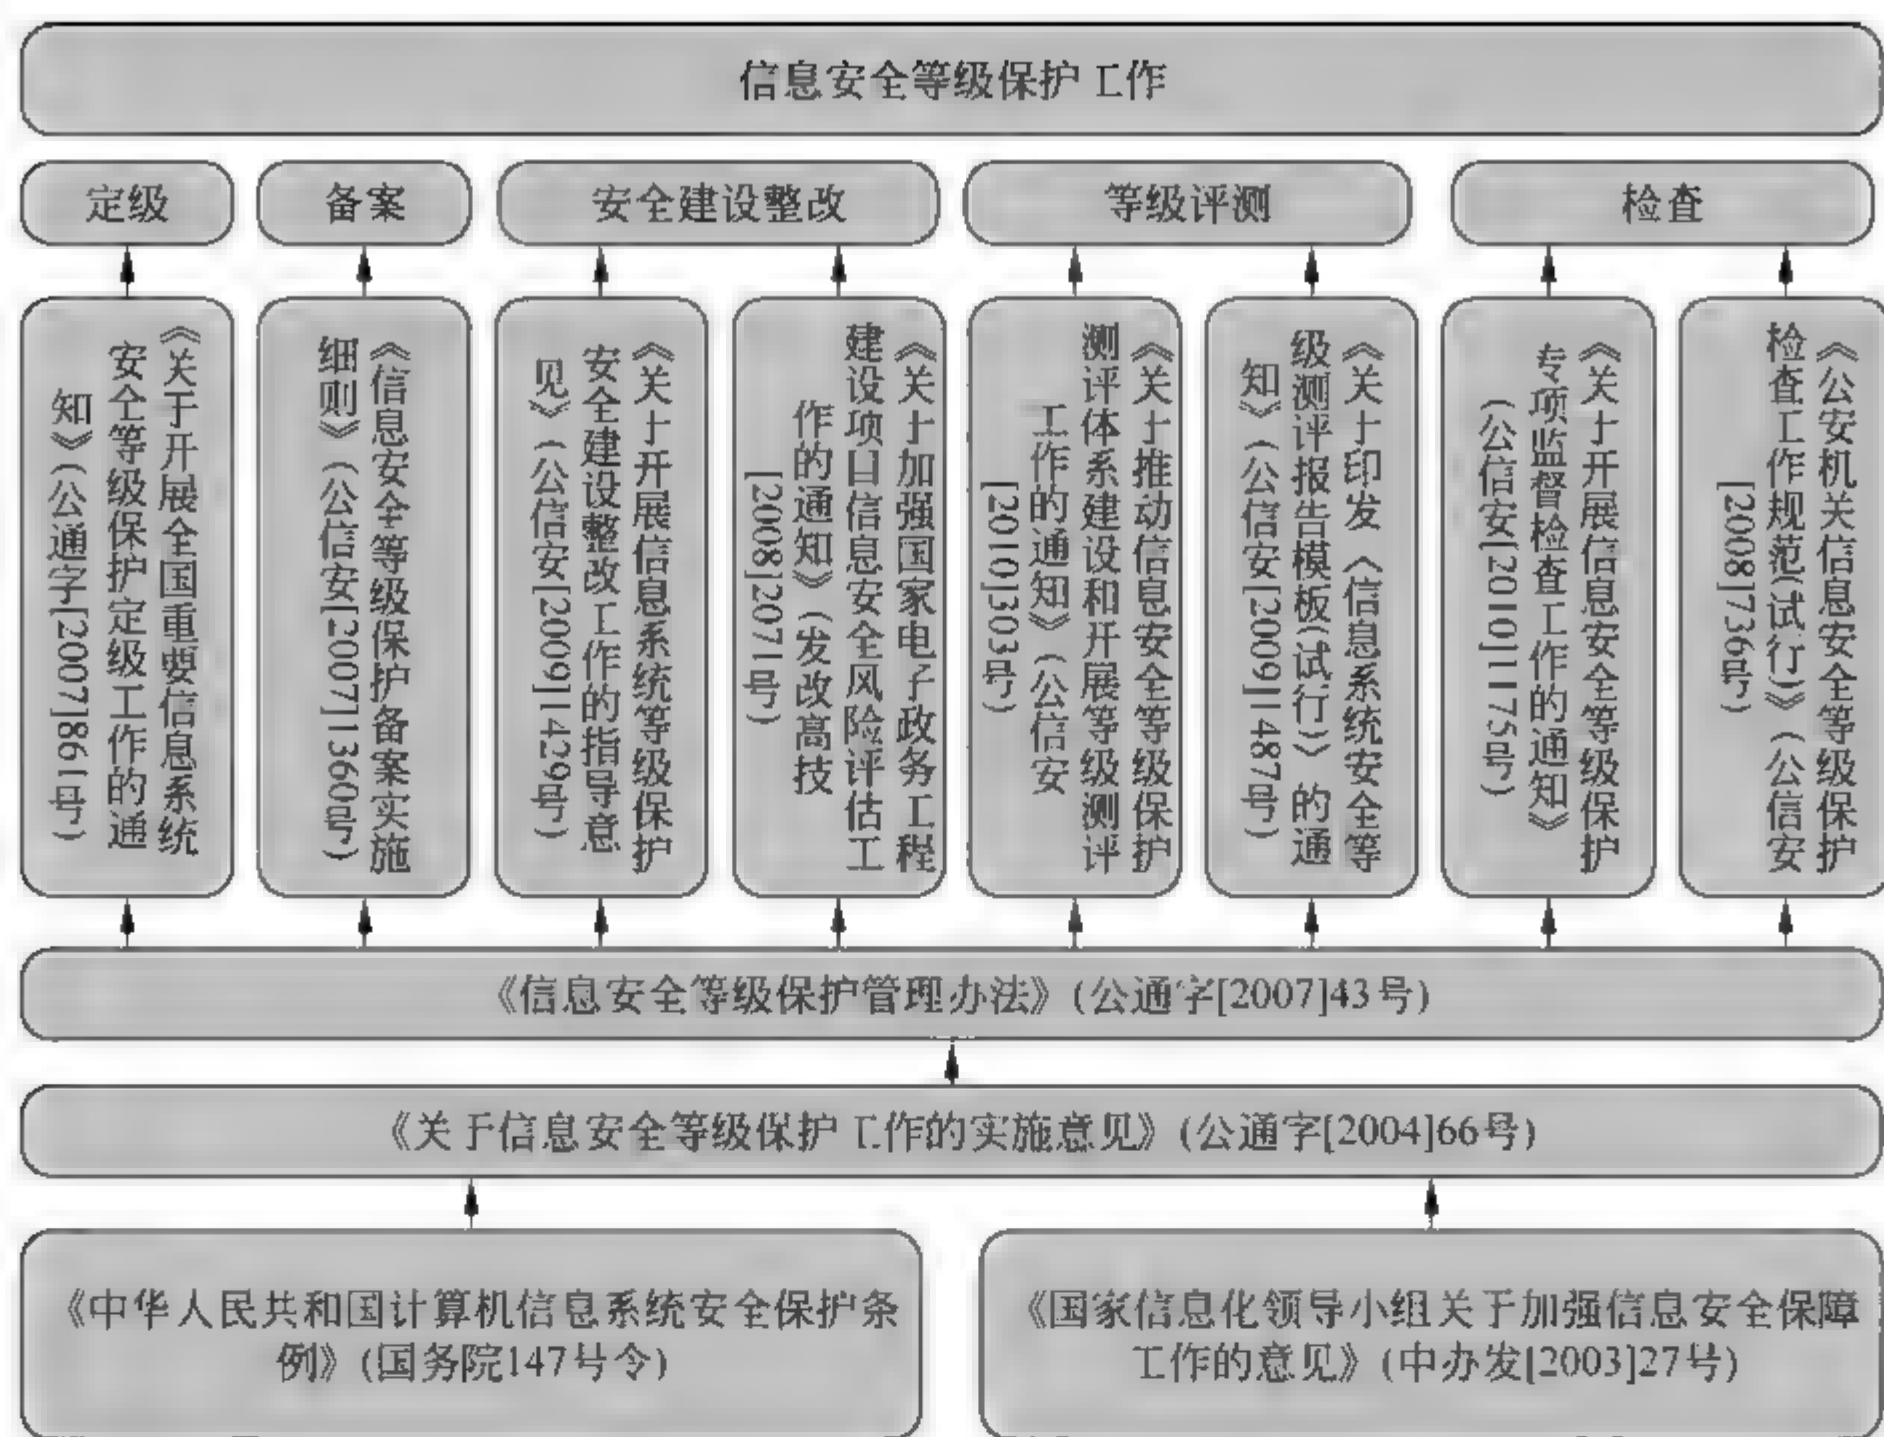 信息安全等级保护工作
定级
备案
安全建设整改
等级评测
检查
《关于开展全国重要信息系统
安全等级保护定级工作的通
知》(公通字[2007]861号)
《信息安全等级保护备案实施
细则》(公信安[2007]1360号)
《关于开展信息系统等级保护
安全建设整改工作的指导意
见》(公信安[2009]1429号)
《关于加强国家电子政务工程
建设项目信息安全风险评估工
作的通知》(发改高技
[2008]2071号)
《关于推动信息安全等级保护
测评体系建设和开展等级测评
工作的通知》(公信安
[2010]303号)
《关于印发〈信息系统安全等
级测评报告模板(试行)〉的通
知》(公信安[2009]1487号)
《关于开展信息安全等级保护
专项监督检查工作的通知》
(公信安[2010]1175号)
《公安机关信息安全等级保护
检查工作规范(试行)》(公信安
[2008]736号)
《信息安全等级保护管理办法》(公通字[2007]43号)
《关于信息安全等级保护工作的实施意见》(公通字[2004]66号)
《中华人民共和国计算机信息系统安全保护条
例》(国务院147号令)
《国家信息化领导小组关于加强信息安全保障
工作的意见》(中办发[2003]27号)